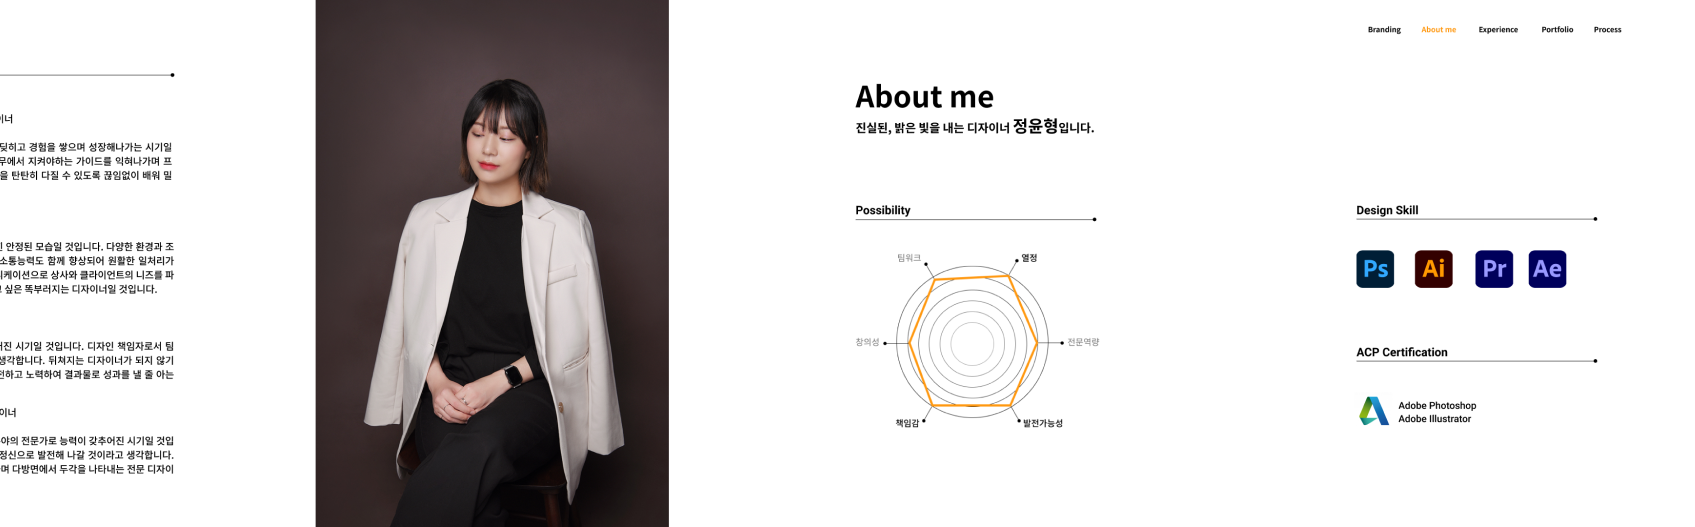 이너
딪히고 경험을 쌓으며 성장해나가는 시기일
무에서 지켜야하는 가이드를 익혀나가며 프
을 탄탄히 다질 수 있도록 끊임없이 배워 밀
안정된 모습일 것입니다. 다양한 환경과 조
소통능력도 함께 향상되어 원활한 일처리가
케이션으로 상사와 클라이언트의 니즈를 파
싶은 똑부러지는 디자이너일 것입니다.
진 시기일 것입니다. 디자인 책임자로서 팀
생각합니다. 뒤쳐지는 디자이너가 되지 않기
전하고 노력하여 결과물로 성과를 낼 줄 아는
이너
야의 전문가로 능력이 갖추어진 시기일 것입
정신으로 발전해 나갈 것이라고 생각합니다.
며 다방면에서 두각을 나타내는 전문 디자이
Branding About me Experience Portfolio Process
About me
진실된, 밝은 빛을 내는 디자이너 정윤형입니다.
Possibility
팀워크 열정
창의성 전문역량
책임감 발전가능성
Design Skill
Ps Ai Pr Ae
ACP Certification
Adobe Photoshop
Adobe Illustrator